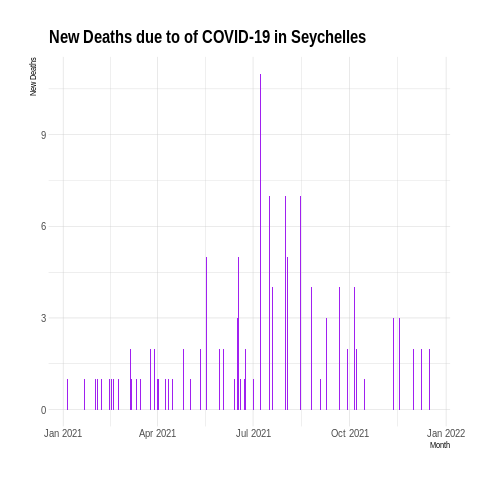 New Deaths due to of COVID-19 in Seychelles
New Deaths
9
6
3
0
Jan 2021 Apr 2021 Jul 2021 Oct 2021 Jan 2022
Month